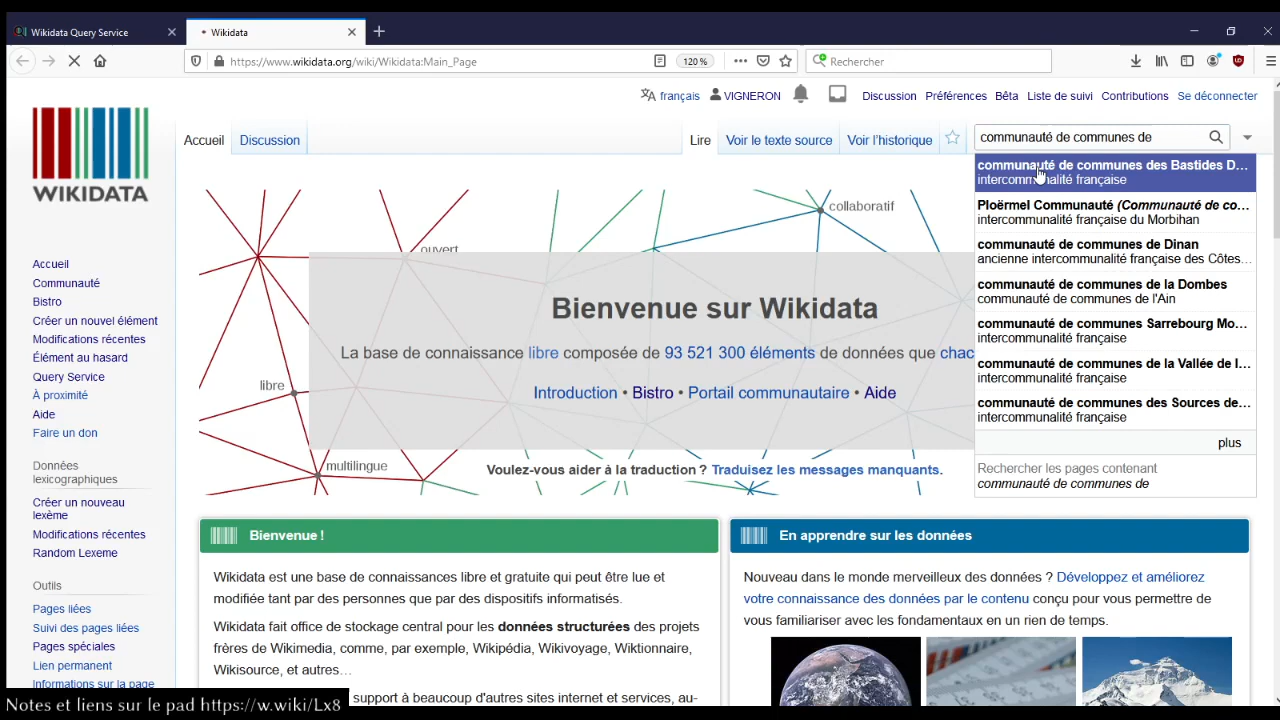 Wikidata Query Service
Wikidata
https://www.wikidata.org/wiki/Wikidata:Main_Page
120 %
Rechercher
français
VIGNERON
Discussion
Préférences
Bêta
Liste de suivi
Contributions
Se déconnecter
WIKIDATA
Accueil
Discussion
Lire
Voir le texte source
Voir l'historique
communauté de communes de
communauté de communes des Bastides D...
intercommunalité française
Ploërmel Communauté (Communauté de co...
intercommunalité française du Morbihan
communauté de communes de Dinan
ancienne intercommunalité française des Côtes...
communauté de communes de la Dombes
communauté de communes de l'Ain
communauté de communes Sarrebourg Mo...
intercommunalité française
communauté de communes de la Vallée de l...
intercommunalité française
communauté de communes des Sources de...
intercommunalité française
plus
Rechercher les pages contenant
communauté de communes de
collaboratif
ouvert
libre
multilingue
Bienvenue sur Wikidata
La base de connaissance libre composée de 93 521 300 éléments de données que chac
Introduction • Bistro • Portail communautaire • Aide
Voulez-vous aider à la traduction ? Traduisez les messages manquants.
Accueil
Communauté
Bistro
Créer un nouvel élément
Modifications récentes
Élément au hasard
Query Service
À proximité
Aide
Faire un don
Données
lexicographiques
Créer un nouveau
lexème
Modifications récentes
Random Lexeme
Outils
Pages liées
Suivi des pages liées
Pages spéciales
Lien permanent
Informations sur la page
Bienvenue !
Wikidata est une base de connaissances libre et gratuite qui peut être lue et
modifiée tant par des personnes que par des dispositifs informatisés.
Wikidata fait office de stockage central pour les données structurées des projets
frères de Wikimedia, comme, par exemple, Wikipédia, Wikivoyage, Wiktionnaire,
Wikisource, et autres…
support à beaucoup d'autres sites internet et services, au-
En apprendre sur les données
Nouveau dans le monde merveilleux des données ? Développez et améliorez
votre connaissance des données par le contenu conçu pour vous permettre de
vous familiariser avec les fondamentaux en un rien de temps.
Notes et liens sur le pad https://w.wiki/Lx8